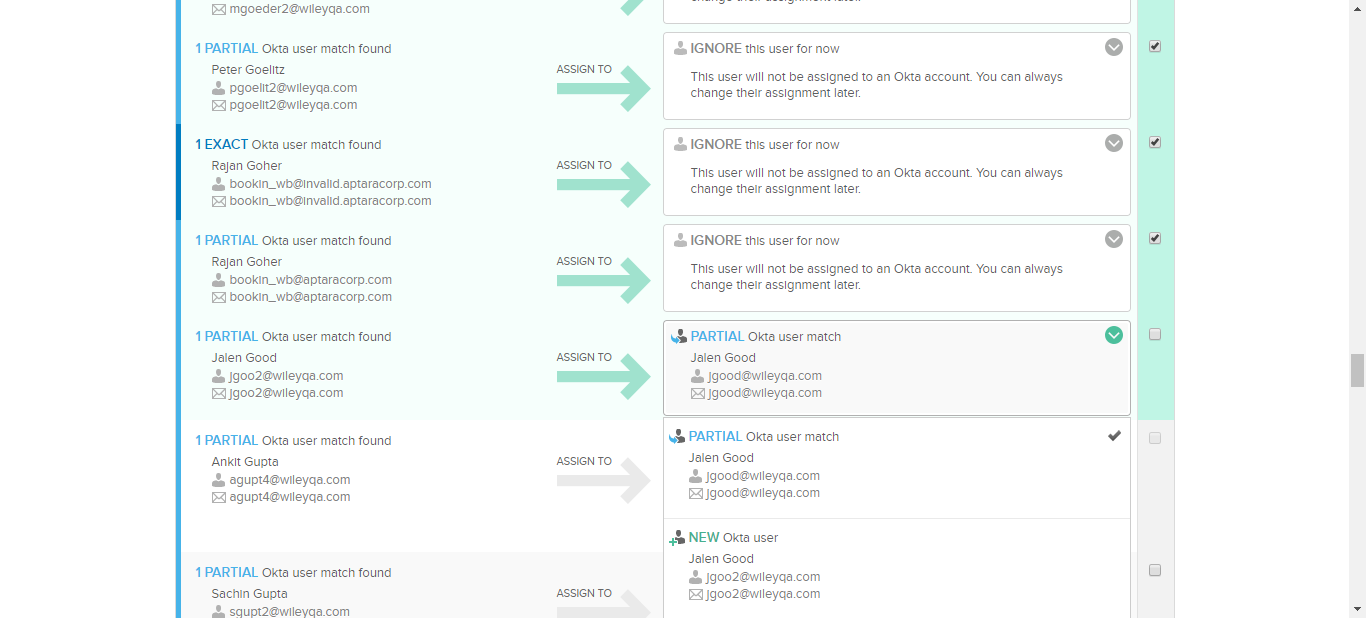 mgoeder2@wileyqa.com
1 PARTIAL Okta user match found
Peter Goelitz
pgoelit2@wileyqa.com
pgoelit2@wileyqa.com
ASSIGN TO
IGNORE this user for now
This user will not be assigned to an Okta account. You can always
change their assignment later.
1 EXACT Okta user match found
Rajan Goher
bookin_wb@invalid.aptaracorp.com
bookin_wb@invalid.aptaracorp.com
ASSIGN TO
IGNORE this user for now
This user will not be assigned to an Okta account. You can always
change their assignment later.
1 PARTIAL Okta user match found
Rajan Goher
bookin_wb@aptaracorp.com
bookin_wb@aptaracorp.com
ASSIGN TO
IGNORE this user for now
This user will not be assigned to an Okta account. You can always
change their assignment later.
1 PARTIAL Okta user match found
Jalen Good
jgoo2@wileyqa.com
jgoo2@wileyqa.com
ASSIGN TO
PARTIAL Okta user match
Jalen Good
jgood@wileyqa.com
jgood@wileyqa.com
1 PARTIAL Okta user match found
Ankit Gupta
agupt4@wileyqa.com
agupt4@wileyqa.com
ASSIGN TO
PARTIAL Okta user match
Jalen Good
jgood@wileyqa.com
jgood@wileyqa.com
NEW Okta user
Jalen Good
jgoo2@wileyqa.com
jgoo2@wileyqa.com
1 PARTIAL Okta user match found
Sachin Gupta
sgupt2@wileyqa.com
ASSIGN TO